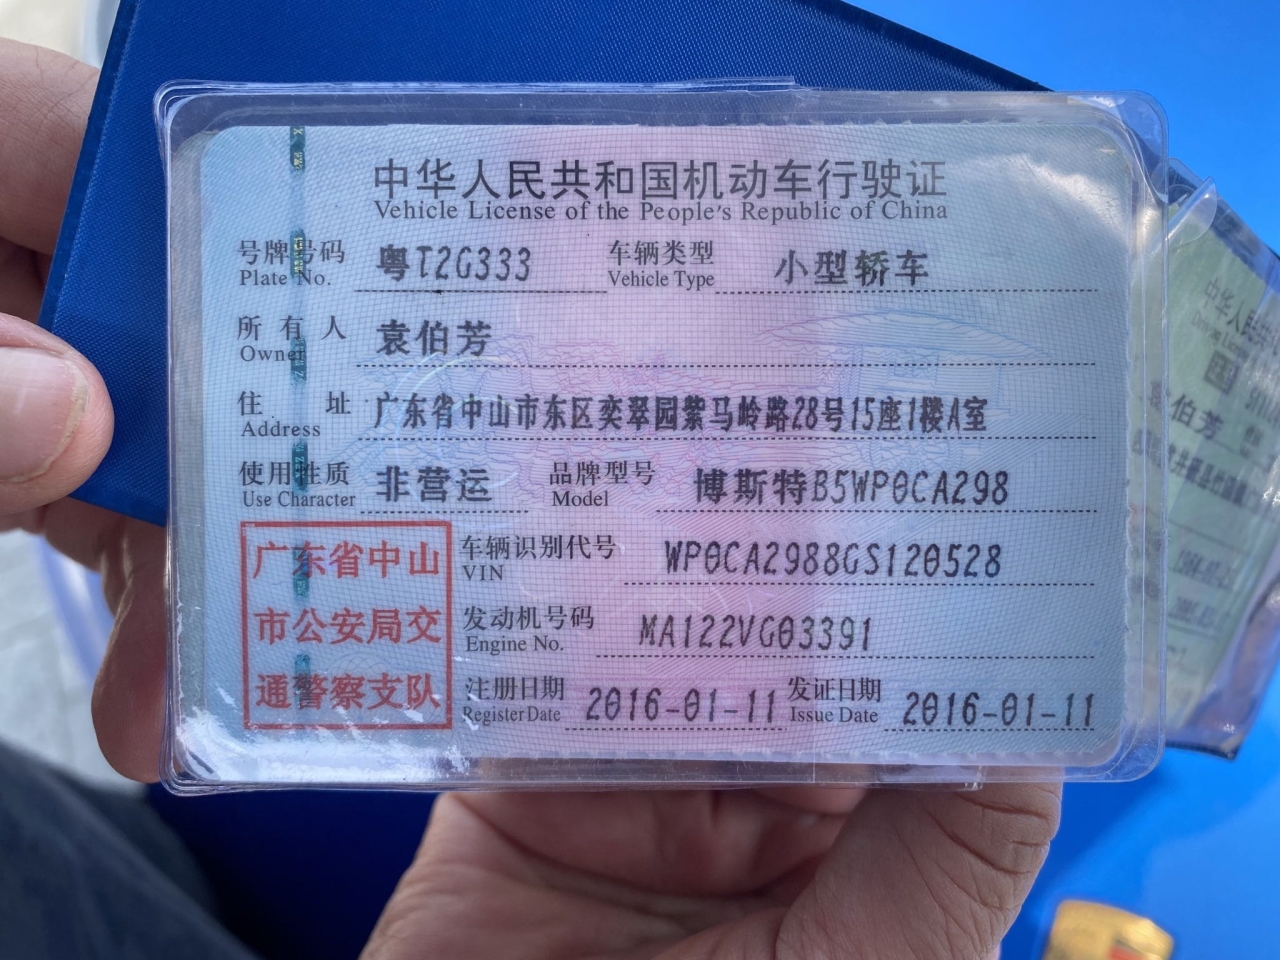 中华人民共和国机动车行驶证
Vehicle License of the People's Republic of China
号牌号码 粤T2G333 车辆类型 小型轿车
Plate No. Vehicle Type
所有人 袁伯芳
Owner
住址 广东省中山市东区奕翠园紫马岭路28号15座1楼A室
Address
使用性质 非营运 品牌型号 博斯特B5WP0CA298
Use Character Model
广东省中山
市公安局交
通警察支队
车辆识别代号 WP0CA2988GS120528
VIN
发动机号码 MA122VG03391
Engine No.
注册日期 2016-01-11 发证日期 2016-01-11
Register Date Issue Date
中华人民共
伯芳